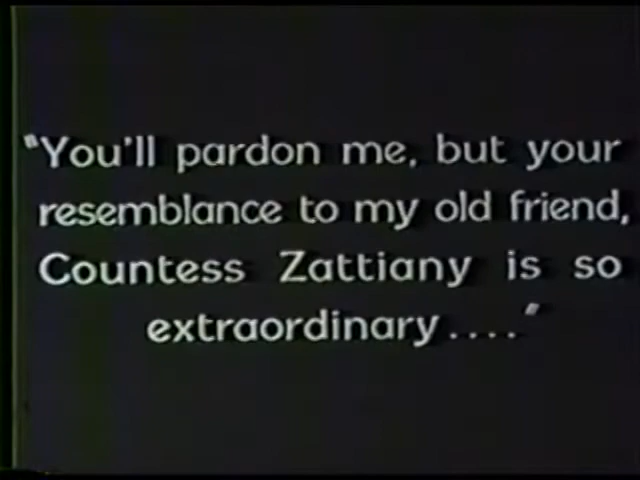 "You'll pardon me, but your
resemblance to my old friend,
Countess Zattiany is so
extraordinary...."